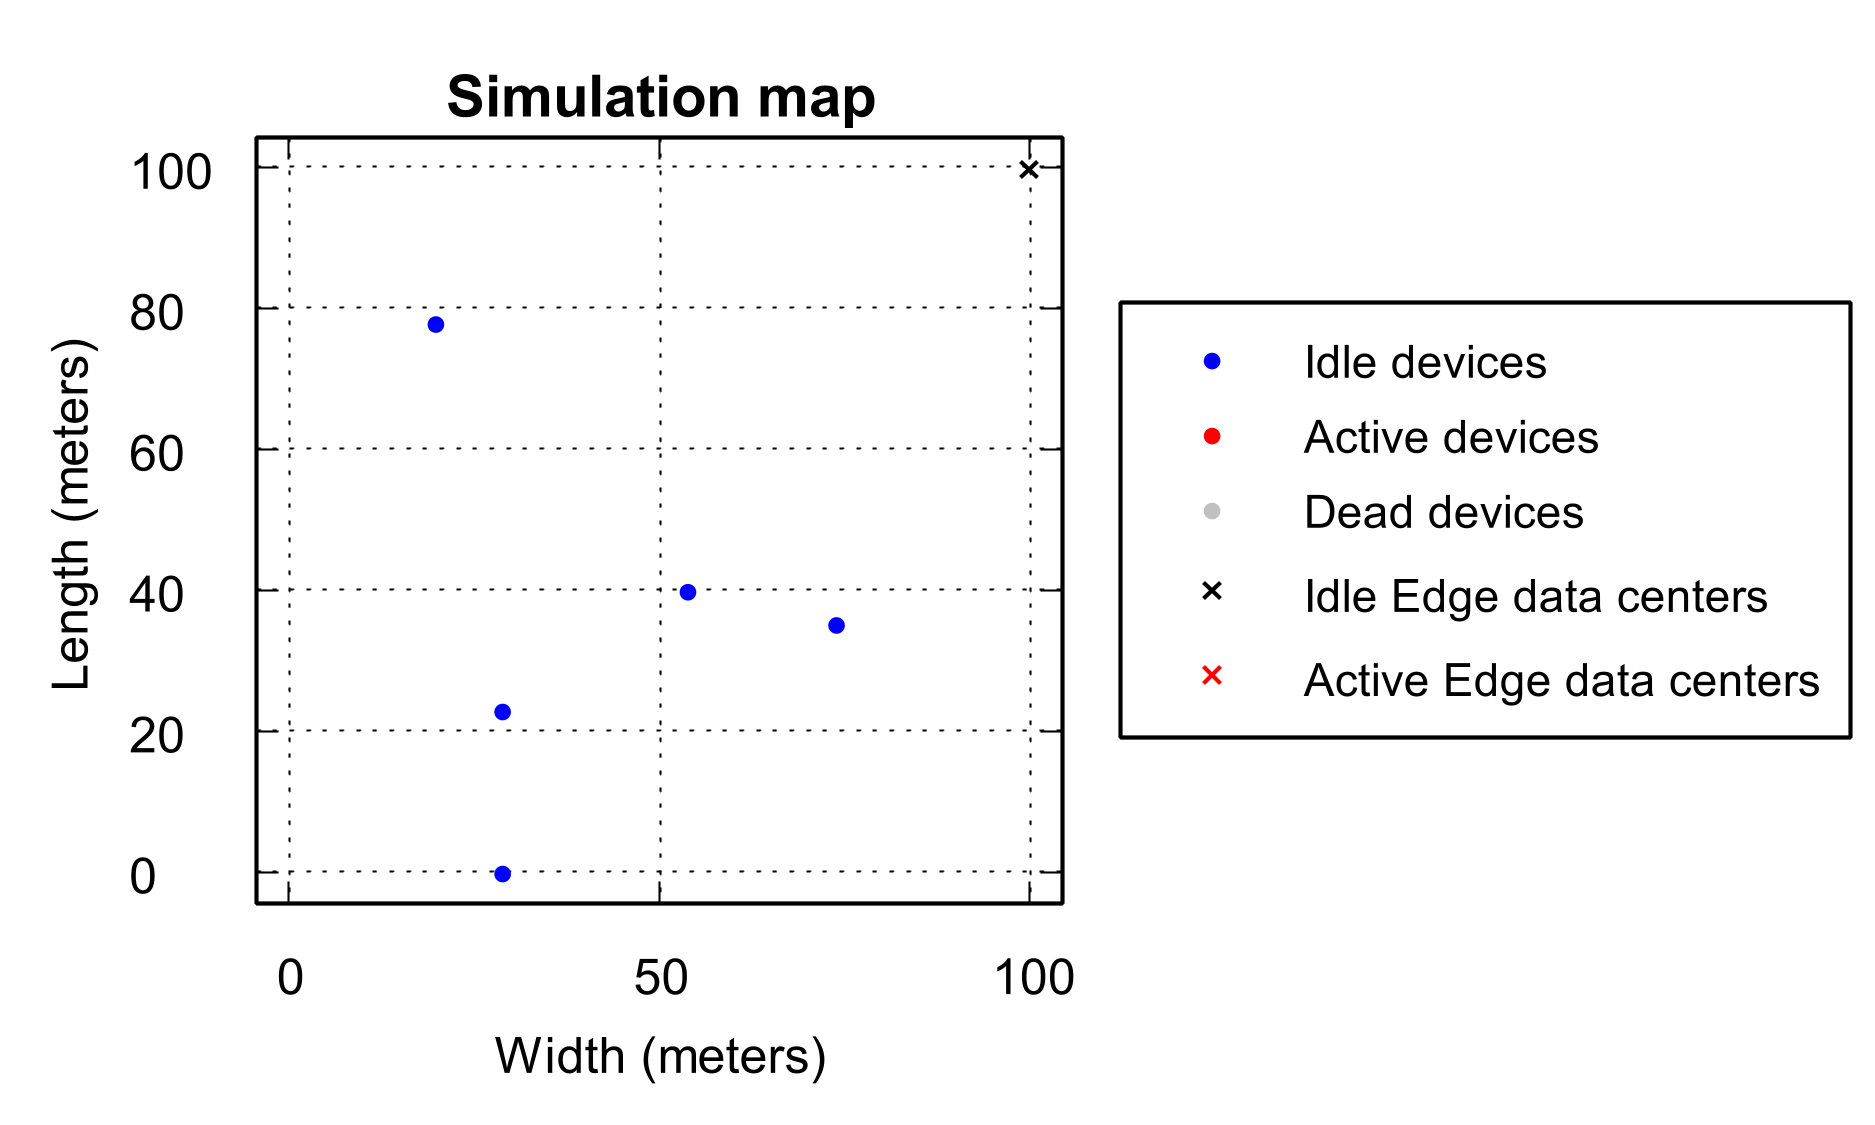 Simulation map
100
80
60
40
20
0
Length (meters)
0 50 100
Width (meters)
Idle devices
Active devices
Dead devices
Idle Edge data centers
Active Edge data centers